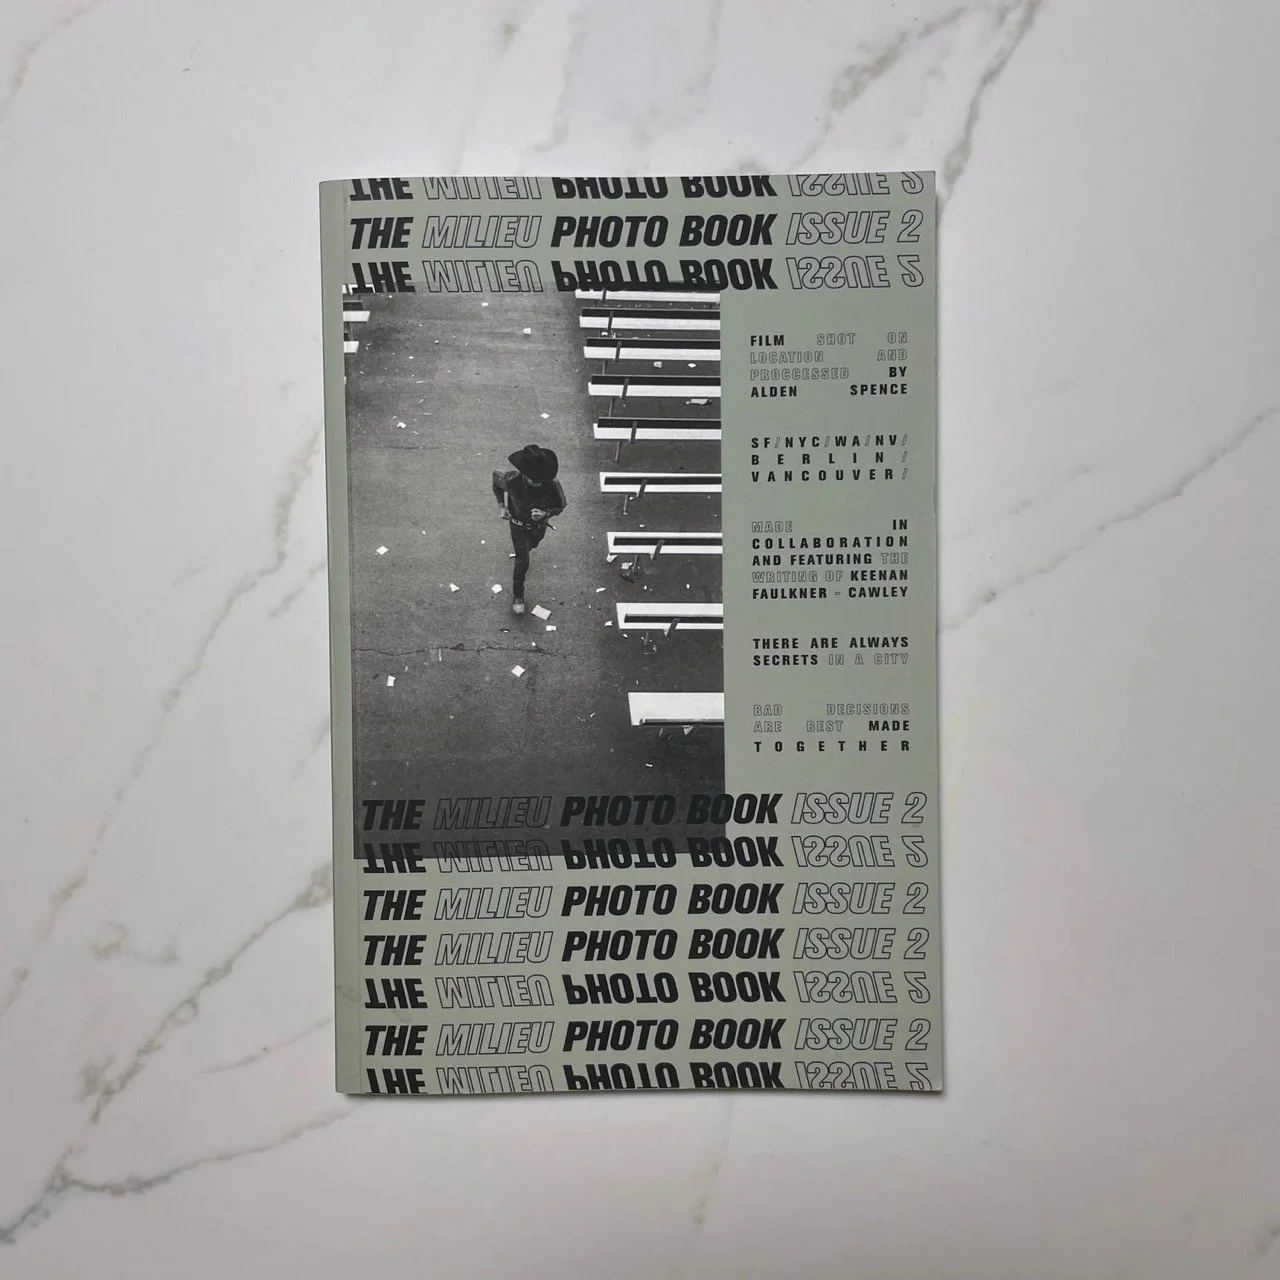 THE MILIEU PHOTO BOOK ISSUE 2
THE MILIEU PHOTO BOOK ISSUE 2
THE MILIEU PHOTO BOOK ISSUE 2
FILM SHOT ON
LOCATION AND
PROCCESSED BY
ALDEN SPENCE
SF/NYC/WA/NV/
BERLIN/
VANCOUVER/
MADE IN
COLLABORATION
AND FEATURING THE
WRITING OF KEENAN
FAULKNER - CAWLEY
THERE ARE ALWAYS
SECRETS IN A CITY
BAD DECISIONS
ARE BEST MADE
TOGETHER
THE MILIEU PHOTO BOOK ISSUE 2
THE MILIEU PHOTO BOOK ISSUE 2
THE MILIEU PHOTO BOOK ISSUE 2
THE MILIEU PHOTO BOOK ISSUE 2
THE MILIEU PHOTO BOOK ISSUE 2
THE MILIEU PHOTO BOOK ISSUE 2
THE MILIEU PHOTO BOOK ISSUE 2